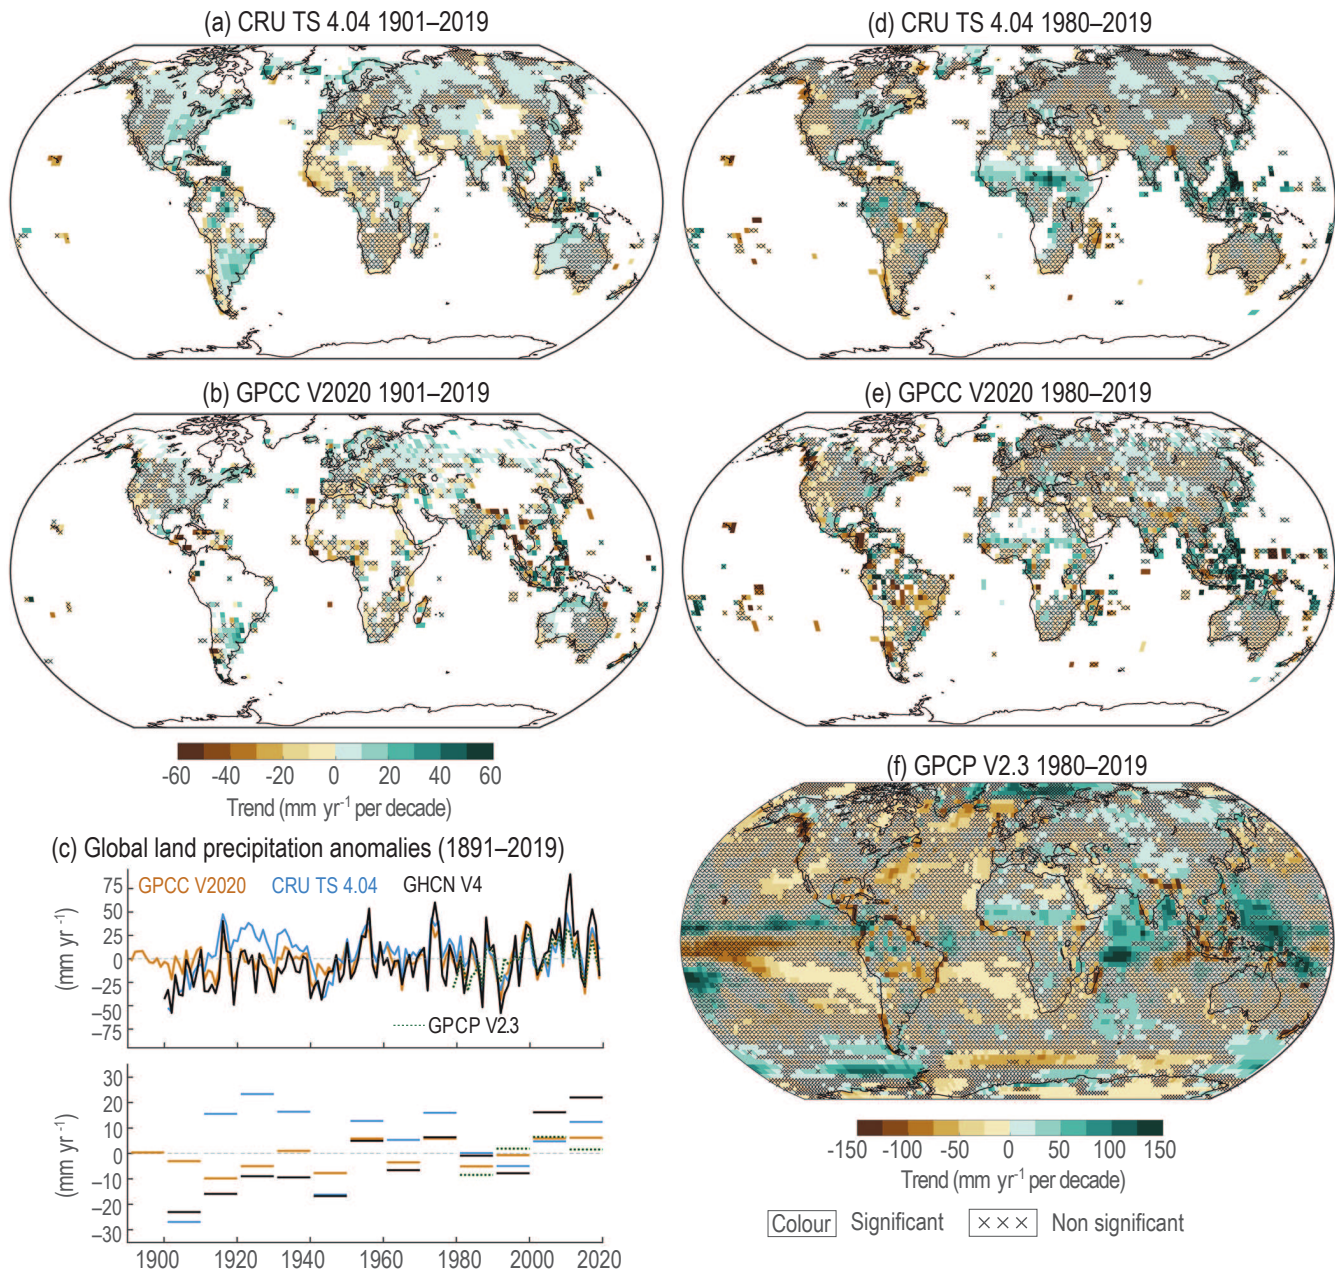 (a) CRU TS 4.04 1901–2019
(d) CRU TS 4.04 1980–2019
(b) GPCC V2020 1901–2019
(e) GPCC V2020 1980–2019
-60 -40 -20 0 20 40 60
Trend (mm yr⁻¹ per decade)
(c) Global land precipitation anomalies (1891–2019)
GPCC V2020 CRU TS 4.04 GHCN V4
75
50
25
0
−25
−50
−75
(mm yr⁻¹)
GPCP V2.3
30
20
10
0
−10
−20
−30
(mm yr⁻¹)
1900 1920 1940 1960 1980 2000 2020
(f) GPCP V2.3 1980–2019
-150 -100 -50 0 50 100 150
Trend (mm yr⁻¹ per decade)
Colour Significant ××× Non significant